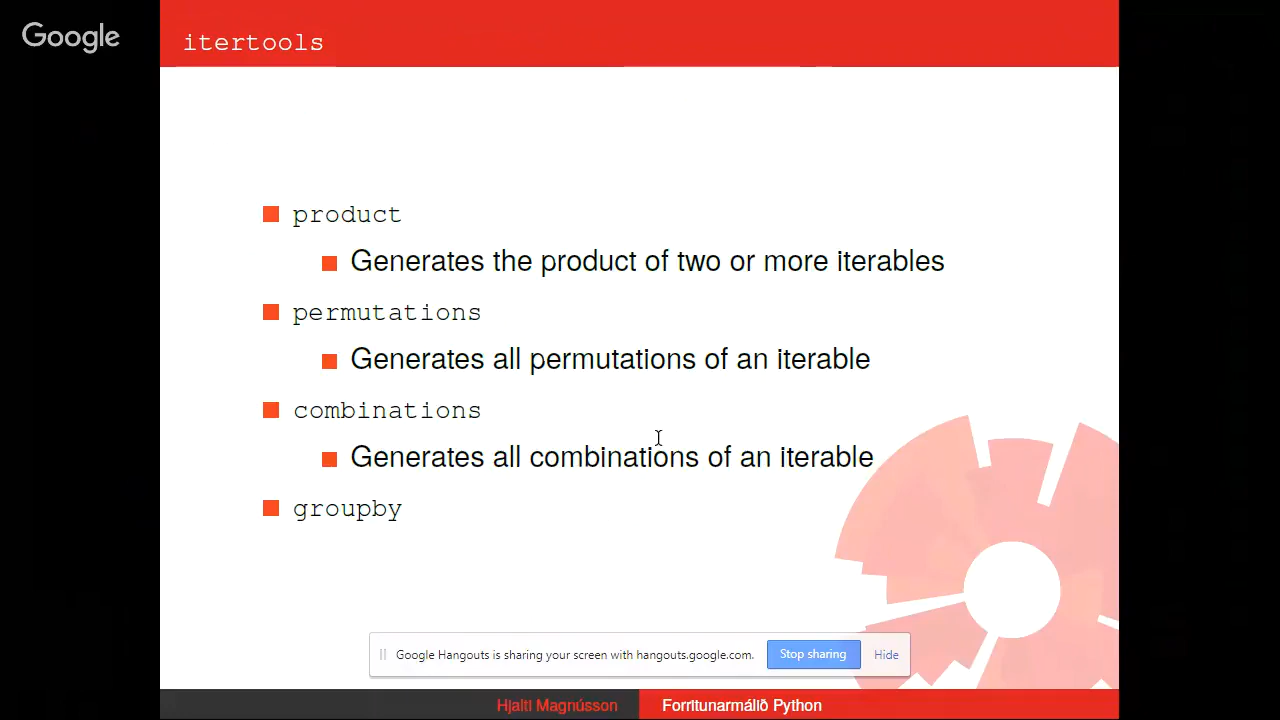 Google
itertools
product
Generates the product of two or more iterables
permutations
Generates all permutations of an iterable
combinations
Generates all combinations of an iterable
groupby
Google Hangouts is sharing your screen with hangouts.google.com.
Stop sharing
Hide
Hjalti Magnússon
Forritunarmálið Python